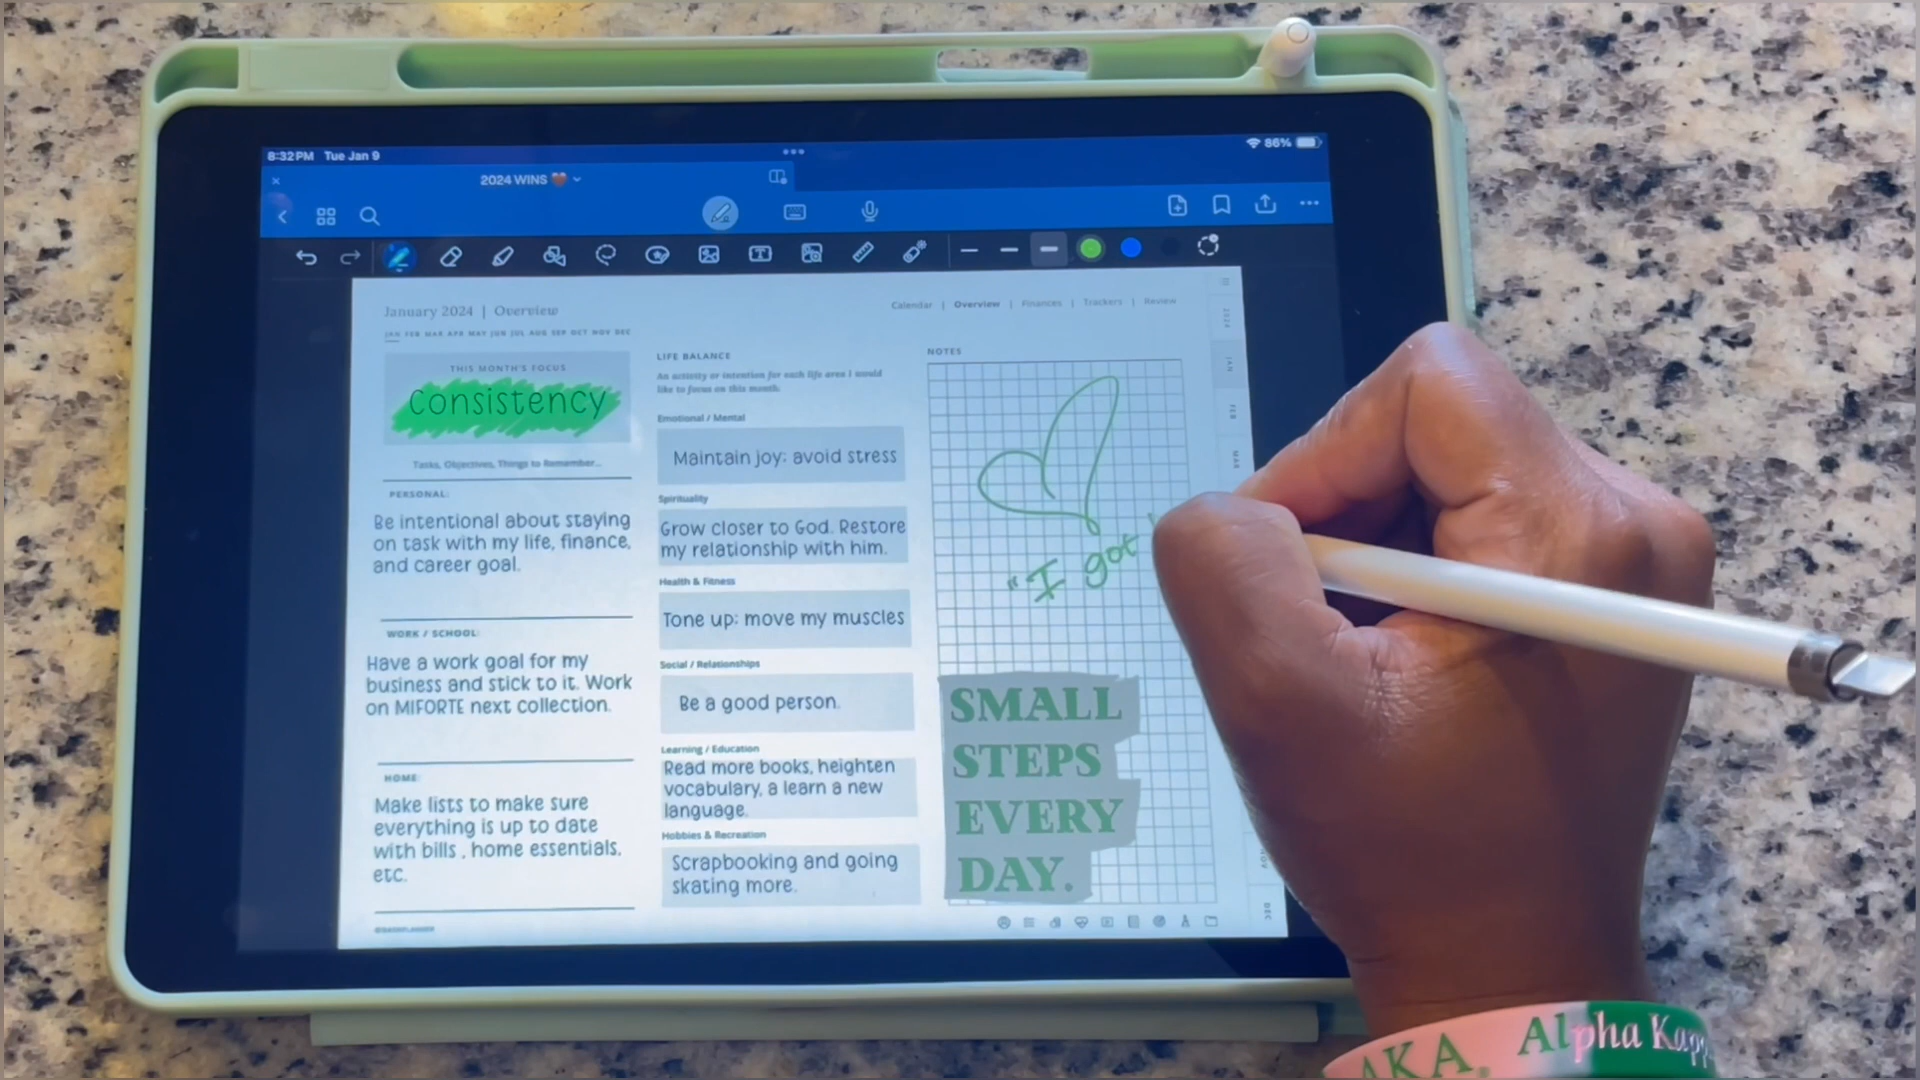 8:32PM Tue Jan 9
86%
2024 WINS
January 2024 | Overview
Calendar | Overview | Finances | Trackers | Review
JAN FEB MAR APR MAY JUN JUL AUG SEP OCT NOV DEC
THIS MONTH'S FOCUS
Consistency
Tasks, Objectives, Things to Remember...
PERSONAL:
Be intentional about staying
on task with my life, finance,
and career goal.
WORK / SCHOOL:
Have a work goal for my
business and stick to it. Work
on MIFORTE next collection.
HOME:
Make lists to make sure
everything is up to date
with bills , home essentials,
etc.
LIFE BALANCE
An activity or intention for each life area I would
like to focus on this month.
Emotional / Mental
Maintain joy: avoid stress
Spirituality
Grow closer to God. Restore
my relationship with him.
Health & Fitness
Tone up: move my muscles
Social / Relationships
Be a good person.
Learning / Education
Read more books, heighten
vocabulary, a learn a new
language.
Hobbies & Recreation
Scrapbooking and going
skating more.
NOTES
"I got
SMALL
STEPS
EVERY
DAY.
2024
JAN
FEB
MAR
NOV
DEC
AKA. Alpha Kapp